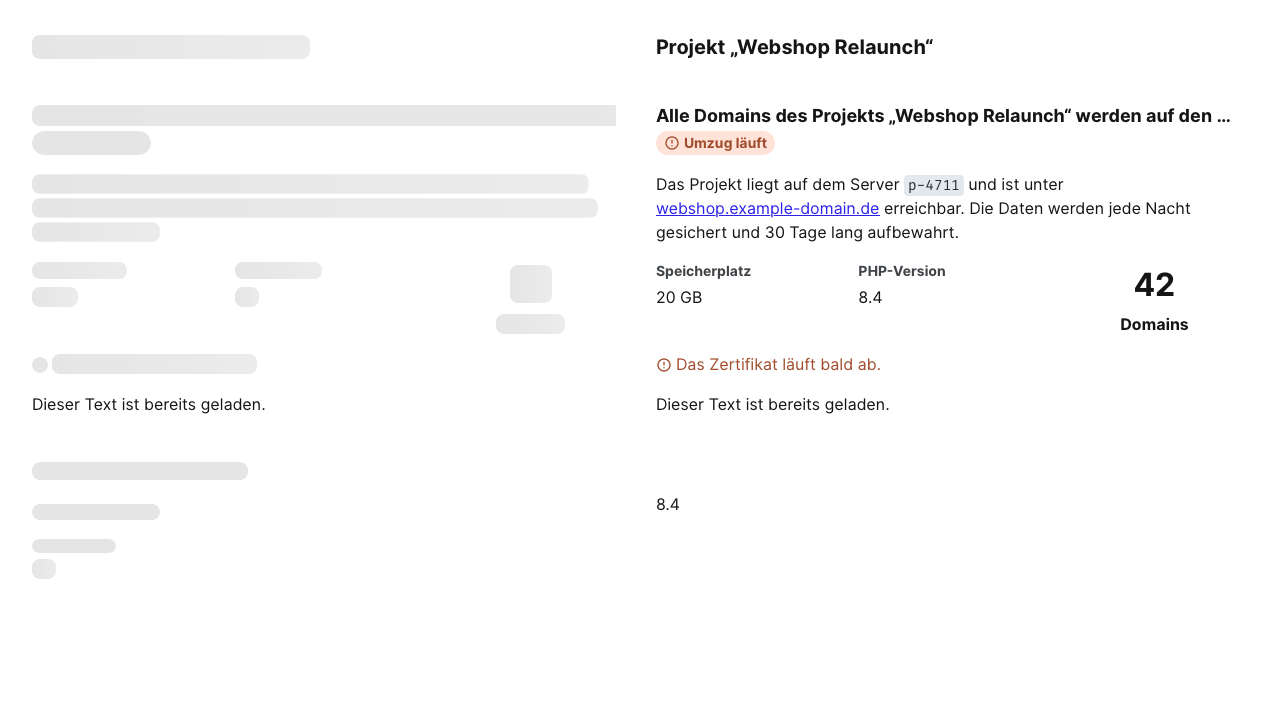 Projekt „Webshop Relaunch“
Alle Domains des Projekts „Webshop Relaunch“ werden auf den …
Umzug läuft
Das Projekt liegt auf dem Server p-4711 und ist unter
webshop.example-domain.de erreichbar. Die Daten werden jede Nacht
gesichert und 30 Tage lang aufbewahrt.
Speicherplatz
20 GB
PHP-Version
8.4
42
Domains
Das Zertifikat läuft bald ab.
Dieser Text ist bereits geladen.
Dieser Text ist bereits geladen.
8.4